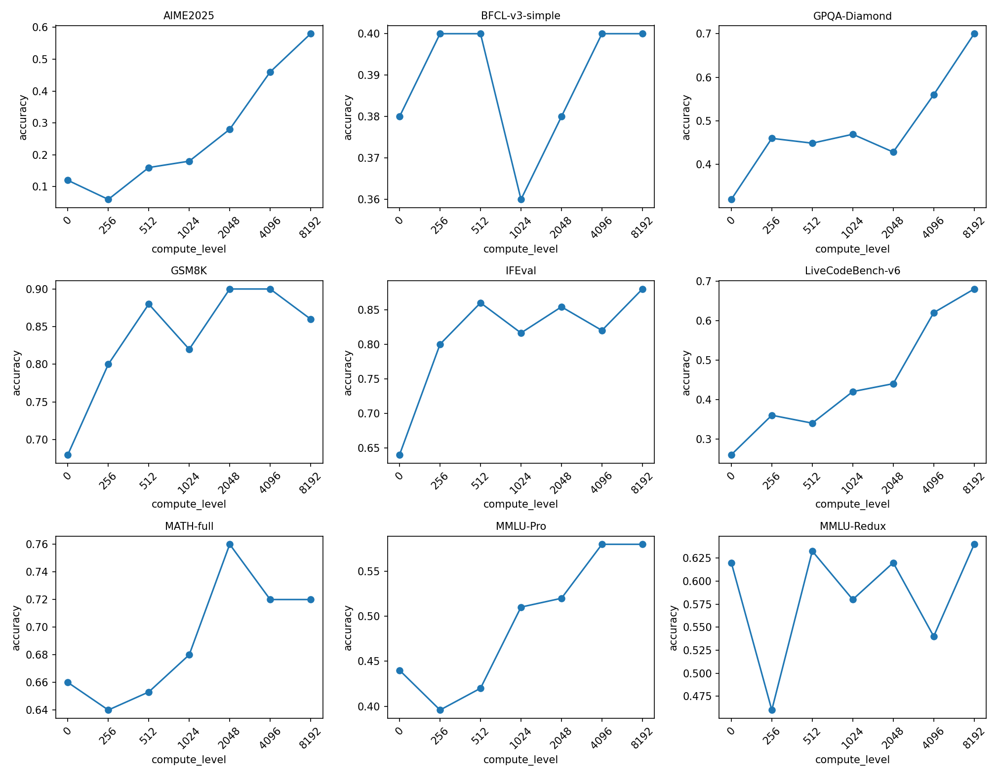 AIME2025
0.6
0.5
0.4
0.3
0.2
0.1
accuracy
0 256 512 1024 2048 4096 8192
compute_level
BFCL-v3-simple
0.40
0.39
0.38
0.37
0.36
accuracy
0 256 512 1024 2048 4096 8192
compute_level
GPQA-Diamond
0.7
0.6
0.5
0.4
accuracy
0 256 512 1024 2048 4096 8192
compute_level
GSM8K
0.90
0.85
0.80
0.75
0.70
accuracy
0 256 512 1024 2048 4096 8192
compute_level
IFEval
0.85
0.80
0.75
0.70
0.65
accuracy
0 256 512 1024 2048 4096 8192
compute_level
LiveCodeBench-v6
0.7
0.6
0.5
0.4
0.3
accuracy
0 256 512 1024 2048 4096 8192
compute_level
MATH-full
0.76
0.74
0.72
0.70
0.68
0.66
0.64
accuracy
0 256 512 1024 2048 4096 8192
compute_level
MMLU-Pro
0.55
0.50
0.45
0.40
accuracy
0 256 512 1024 2048 4096 8192
compute_level
MMLU-Redux
0.625
0.600
0.575
0.550
0.525
0.500
0.475
accuracy
0 256 512 1024 2048 4096 8192
compute_level